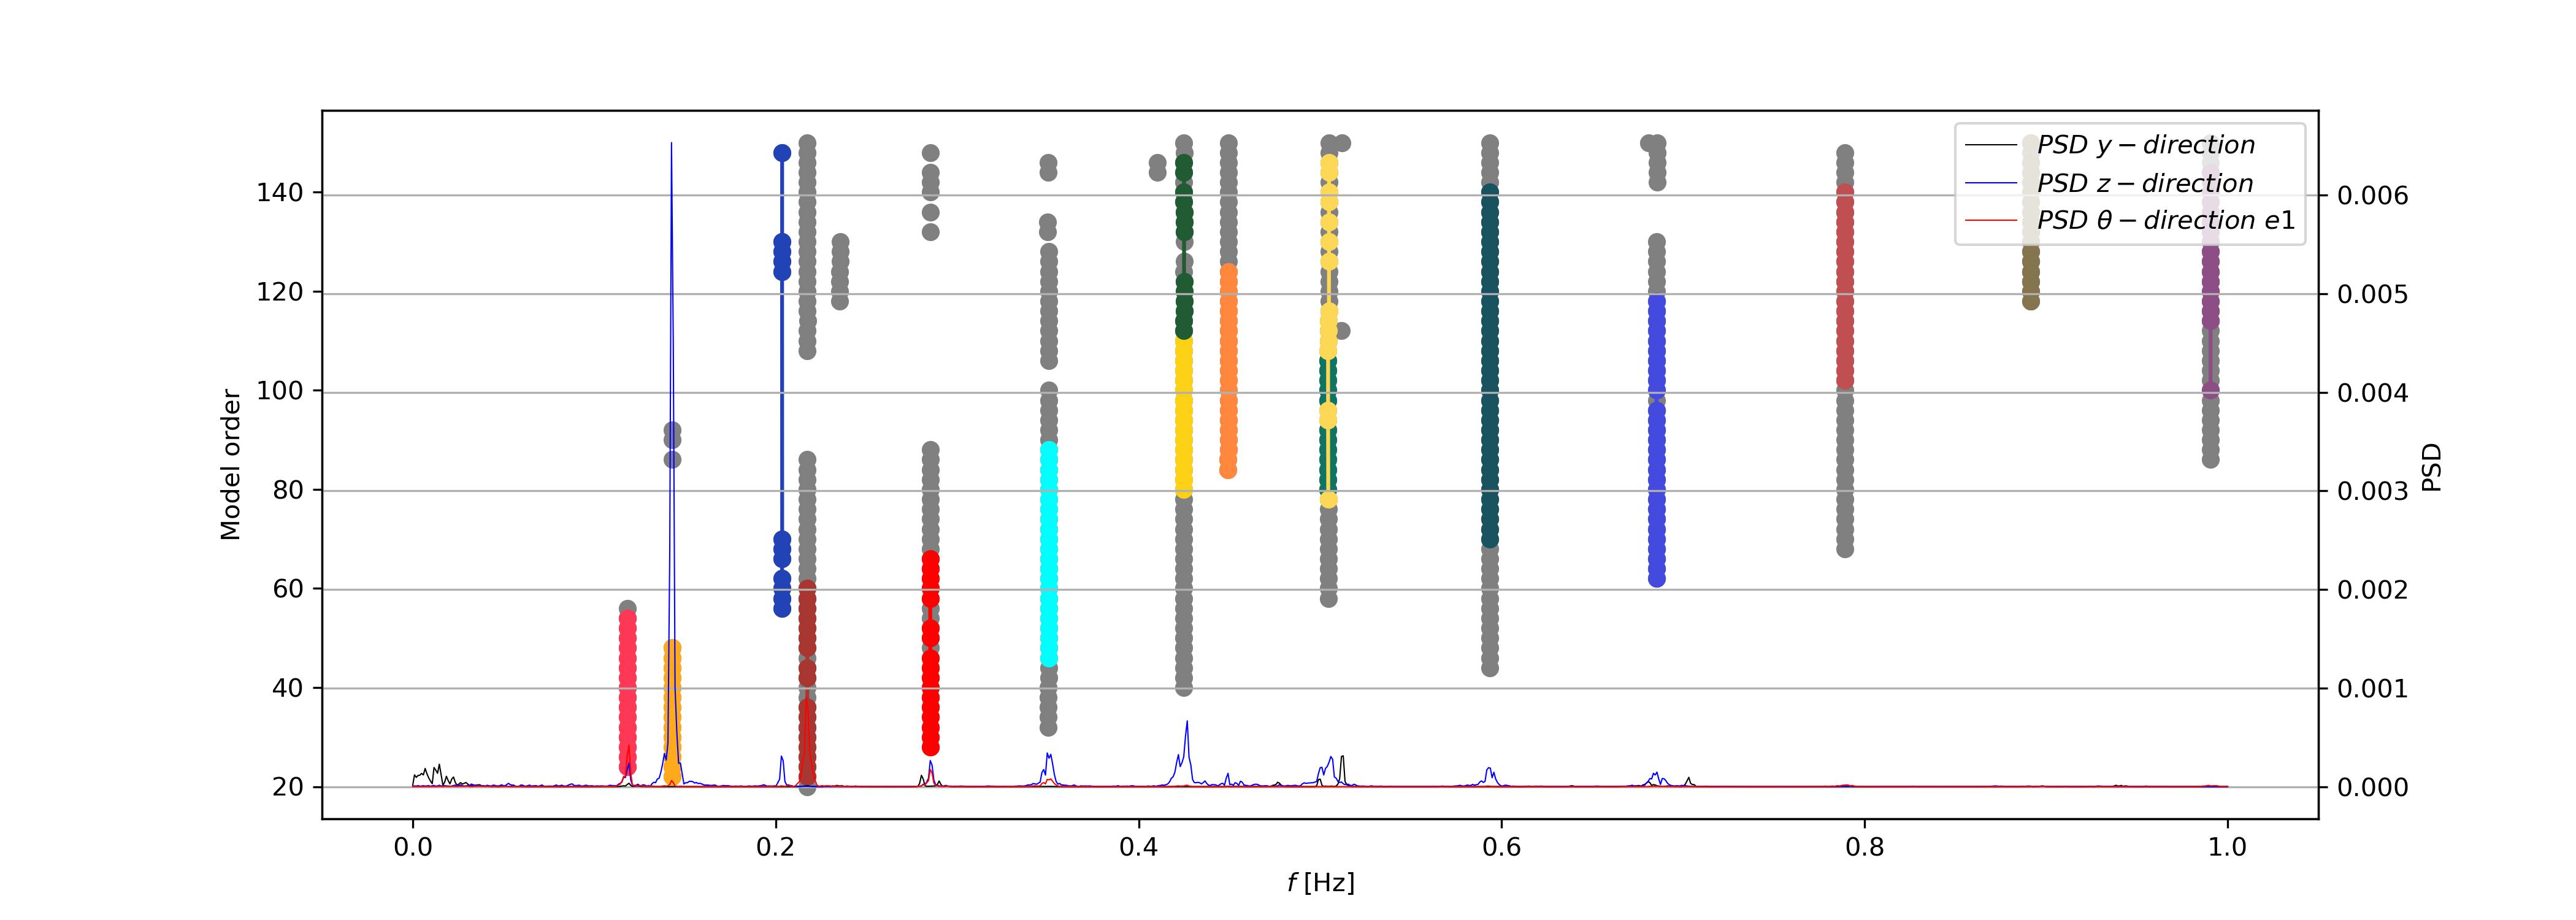 PSD y − direction
PSD z − direction
PSD θ − direction e1
140
120
100
80
60
40
20
Model order
0.006
0.005
0.004
0.003
0.002
0.001
0.000
PSD
0.0 0.2 0.4 0.6 0.8 1.0
f [Hz]